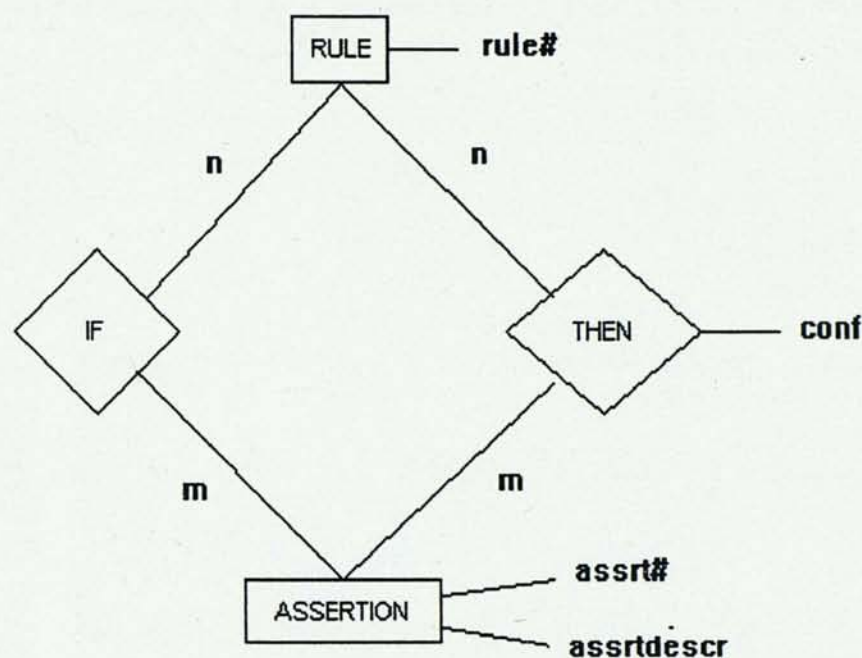 RULE rule#
n n
IF THEN conf
m m
assrt#
ASSERTION
assrtdescr